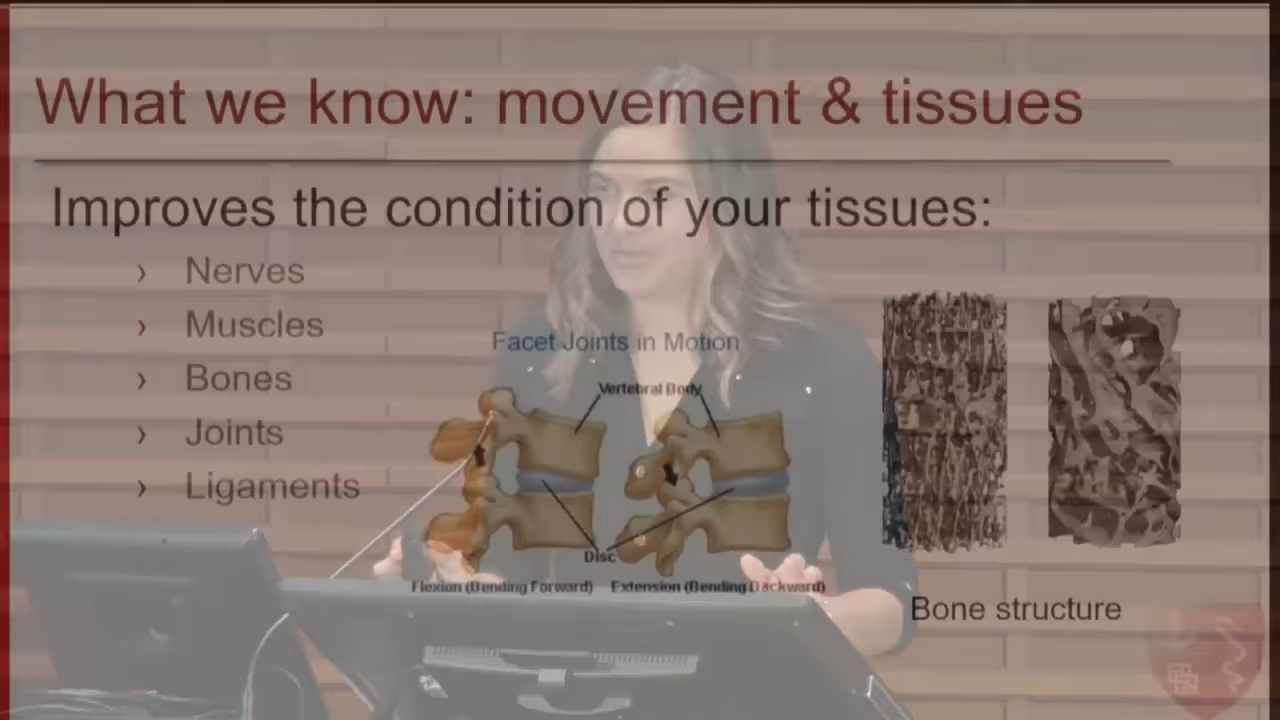 What we know: movement & tissues
Improves the condition of your tissues:
› Nerves
› Muscles
› Bones
› Joints
› Ligaments
Facet Joints in Motion
Vertebral Body
Disc
Flexion (Bending Forward)
Extension (Bending Backward)
Bone structure